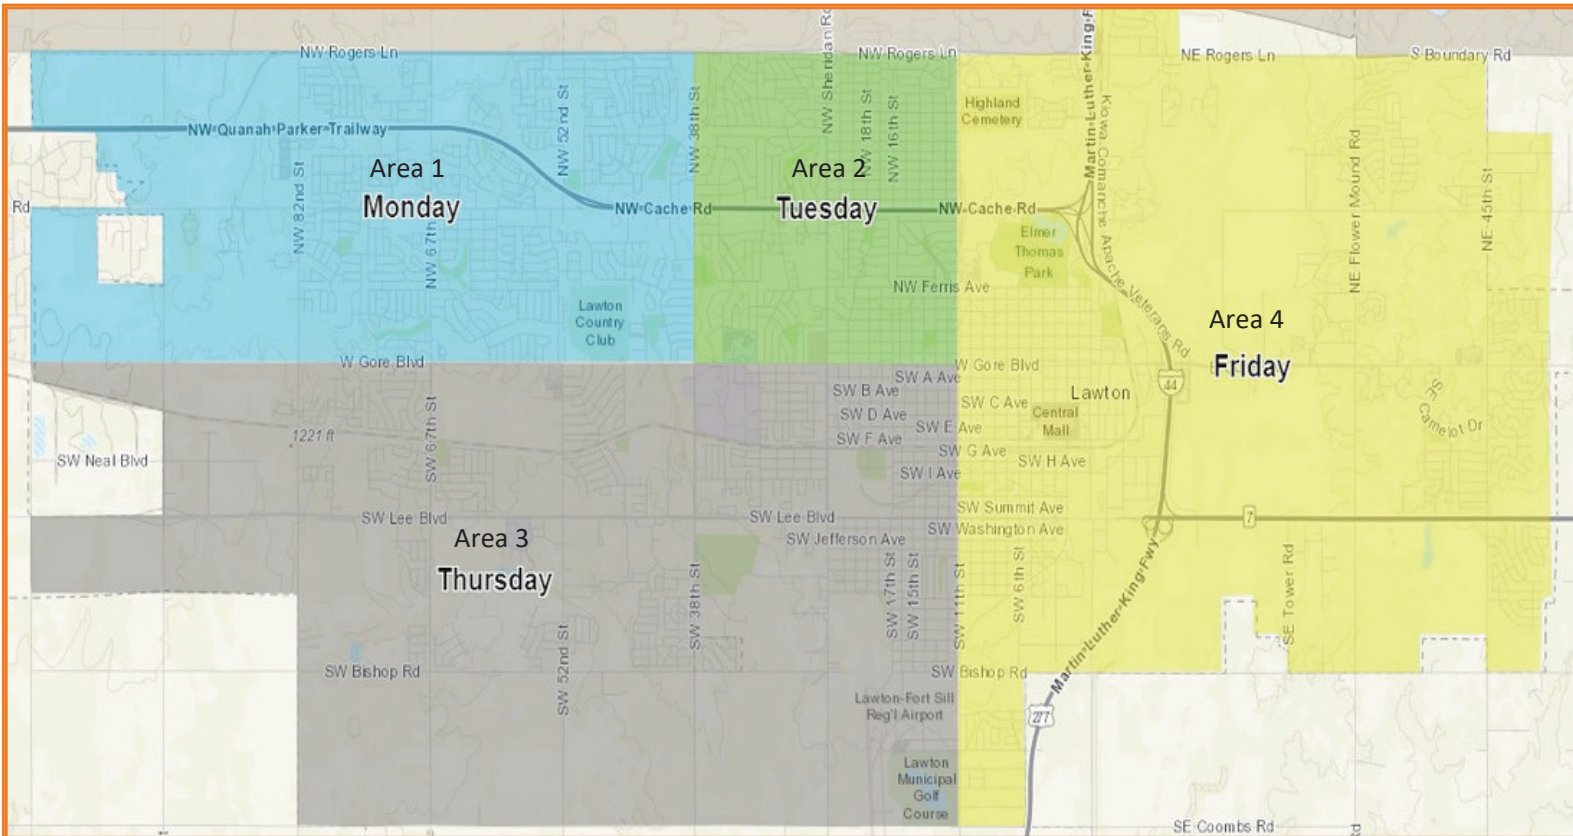 NW Rogers Ln
NW Sheridan Rd
NW Rogers Ln
Martin Luther King F
NE Rogers Ln
S Boundary Rd
NW 52nd St
NW 38th St
NW 18th St
NW 16th St
Highland
Cemetery
Kiowa Comanche Apache Veterans Rd
NW Quanah Parker Trailway
Martin Luther King F
NE Flower Mound Rd
Area 1
Monday
Area 2
Tuesday
NE 45th St
Rd
NW 82nd St
NW 67th
NW Cache Rd
NW Cache Rd
Elmer
Thomas
Park
NW Ferris Ave
Lawton
Country
Club
Area 4
Friday
W Gore Blvd
W Gore Blvd
E
44
SW A Ave
SW B Ave
SW C Ave
Lawton
SW D Ave
Central
Mall
SE
Camelot Dr
SW E Ave
SW F Ave
SW G Ave
SW H Ave
SW I Ave
1221 ft
SW 67th St
SW Neal Blvd
SW Lee Blvd
SW Lee Blvd
SW Summit Ave
SW Washington Ave
7
Area 3
Thursday
SW Jefferson Ave
SW 38th St
SW 17th St
SW 15th St
SW 11th St
SW 6th St
Martin Luther King Fwy
SE Tower Rd
SW 52nd St
SW Bishop Rd
SW Bishop Rd
Lawton-Fort Sill
Reg'l Airport
277
Lawton
Municipal
Golf
Course
SE Coombs Rd
Rd